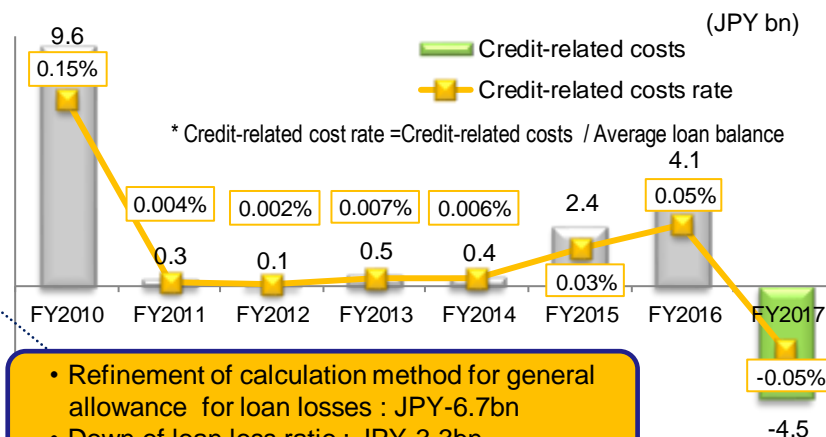 (JPY bn)
9.6
Credit-related costs
0.15%
Credit-related costs rate
* Credit-related cost rate =Credit-related costs / Average loan balance
4.1
0.004%
0.002%
0.007%
0.006%
2.4
0.05%
0.3
0.1
0.5
0.4
0.03%
FY2010 FY2011 FY2012 FY2013 FY2014 FY2015 FY2016 FY2017
• Refinement of calculation method for general
allowance for loan losses : JPY-6.7bn
-0.05%
-4.5